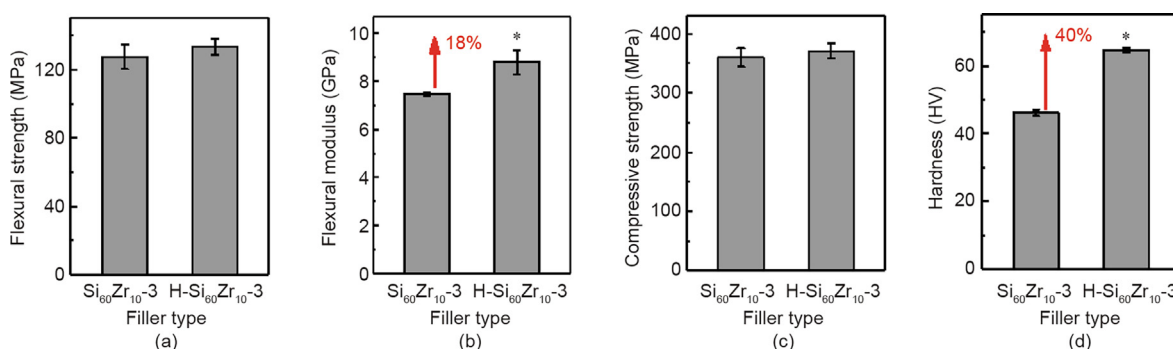 Flexural strength (MPa)
120
80
40
0
Si₆₀Zr₁₀-3 H-Si₆₀Zr₁₀-3
Filler type
(a)
Flexural modulus (GPa)
10
8
6
4
2
0
18%
*
Si₆₀Zr₁₀-3 H-Si₆₀Zr₁₀-3
Filler type
(b)
Compressive strength (MPa)
400
300
200
100
0
Si₆₀Zr₁₀-3 H-Si₆₀Zr₁₀-3
Filler type
(c)
Hardness (HV)
60
40
20
0
40%
*
Si₆₀Zr₁₀-3 H-Si₆₀Zr₁₀-3
Filler type
(d)